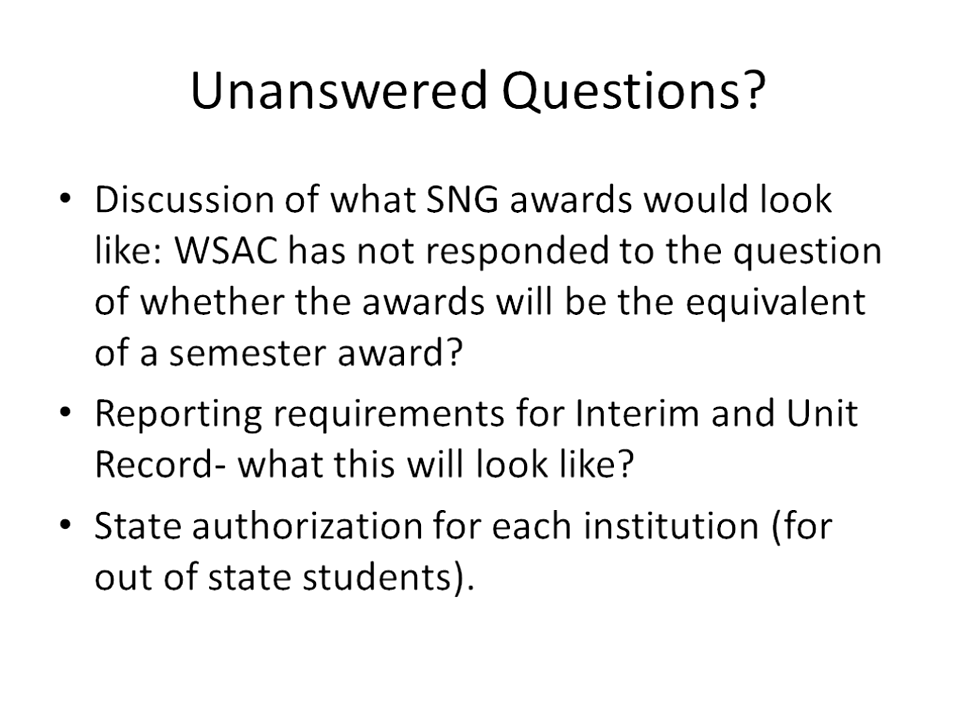 Unanswered Questions?
• Discussion of what SNG awards would look
like: WSAC has not responded to the question
of whether the awards will be the equivalent
of a semester award?
• Reporting requirements for Interim and Unit
Record- what this will look like?
• State authorization for each institution (for
out of state students).